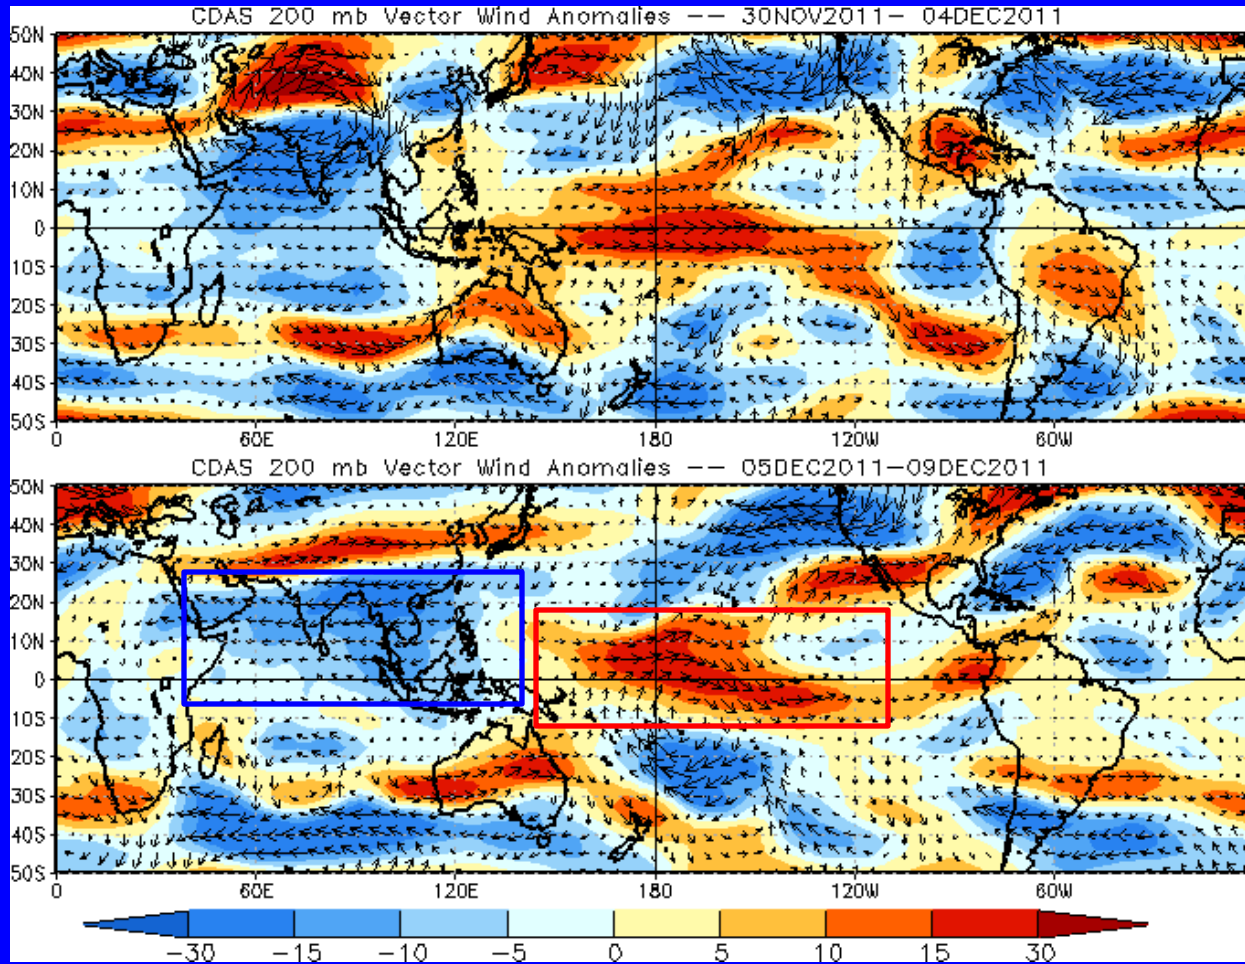 CDAS 200 mb Vector Wind Anomalies -- 30NOV2011- 04DEC2011
50N
40N
30N
20N
10N
0
10S
20S
30S
40S
50S
0 60E 120E 180 120W 60W
CDAS 200 mb Vector Wind Anomalies -- 05DEC2011-09DEC2011
50N
40N
30N
20N
10N
0
10S
20S
30S
40S
50S
0 60E 120E 180 120W 60W
-30 -15 -10 -5 0 5 10 15 30